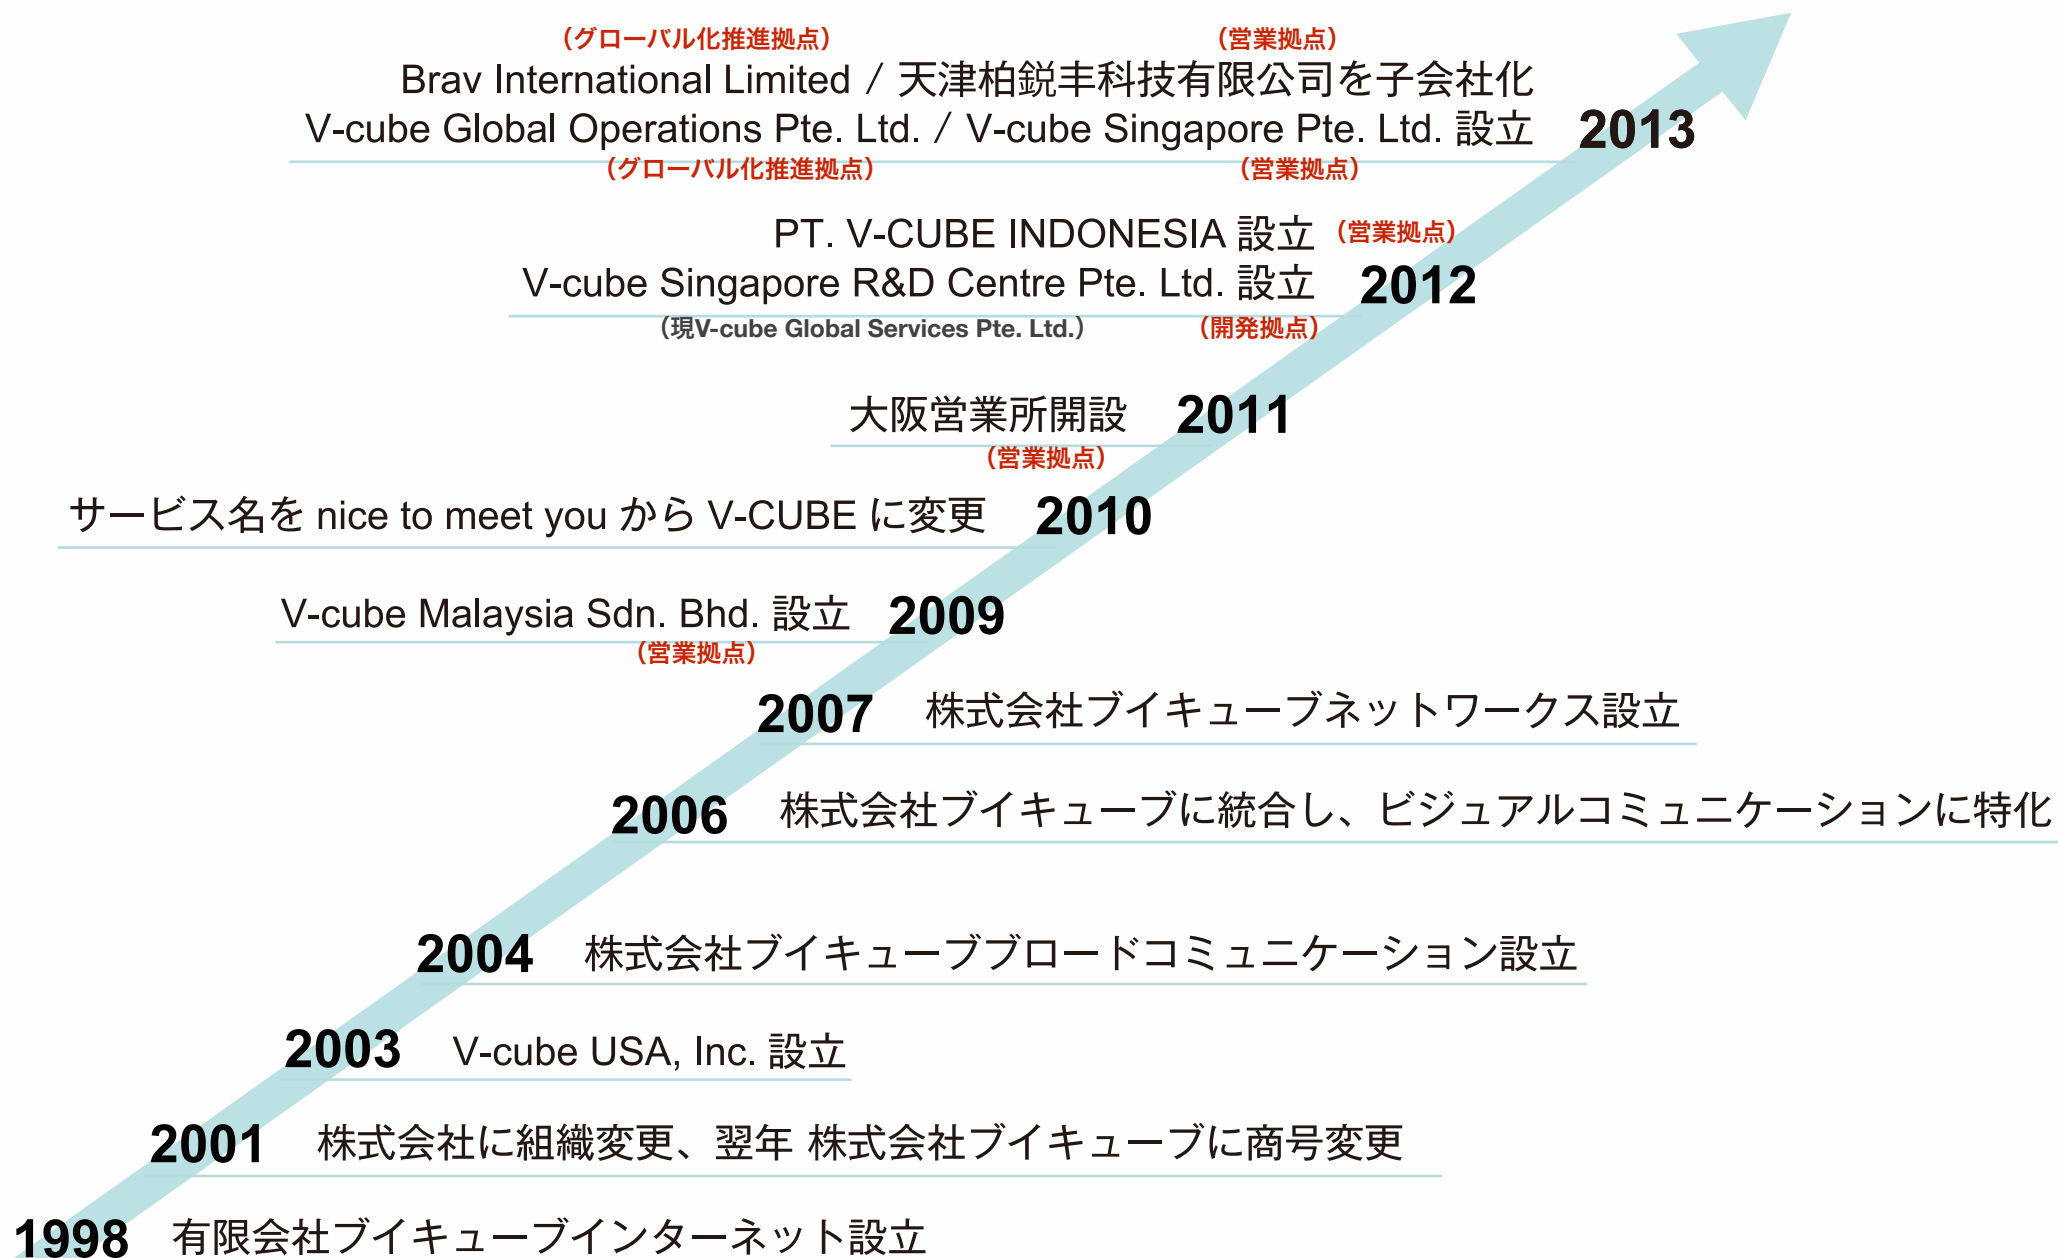 （グローバル化推進拠点） （営業拠点）
Brav International Limited / 天津柏鋭丰科技有限公司を子会社化
V-cube Global Operations Pte. Ltd. / V-cube Singapore Pte. Ltd. 設立 2013
（グローバル化推進拠点） （営業拠点）
PT. V-CUBE INDONESIA 設立 （営業拠点）
V-cube Singapore R&D Centre Pte. Ltd. 設立 2012
（現V-cube Global Services Pte. Ltd.） （開発拠点）
大阪営業所開設 2011
（営業拠点）
サービス名を nice to meet you から V-CUBE に変更 2010
V-cube Malaysia Sdn. Bhd. 設立 2009
（営業拠点）
2007 株式会社ブイキューブネットワークス設立
2006 株式会社ブイキューブに統合し、ビジュアルコミュニケーションに特化
2004 株式会社ブイキューブブロードコミュニケーション設立
2003 V-cube USA, Inc. 設立
2001 株式会社に組織変更、翌年 株式会社ブイキューブに商号変更
1998 有限会社ブイキューブインターネット設立